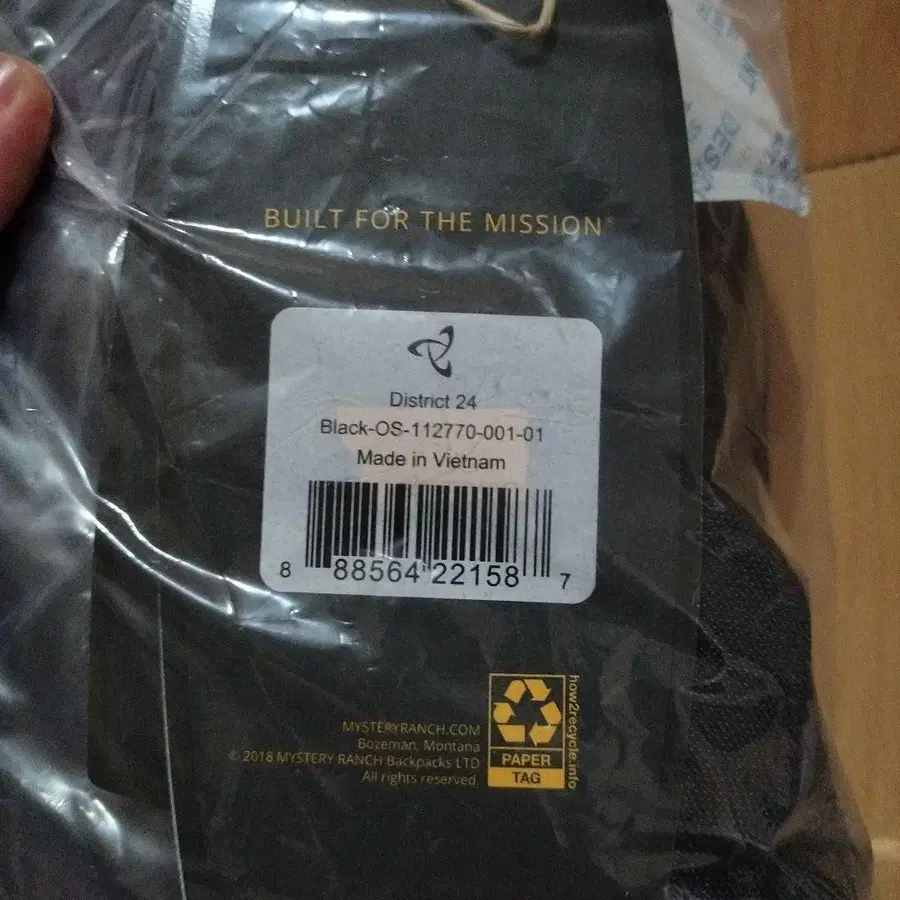 BUILT FOR THE MISSION®
District 24
Black-OS-112770-001-01
Made in Vietnam
8 88564 22158 7
MYSTERYRANCH.COM
Bozeman, Montana
© 2018 MYSTERY RANCH Backpacks LTD
All rights reserved.
PAPER
TAG
how2recycle.info